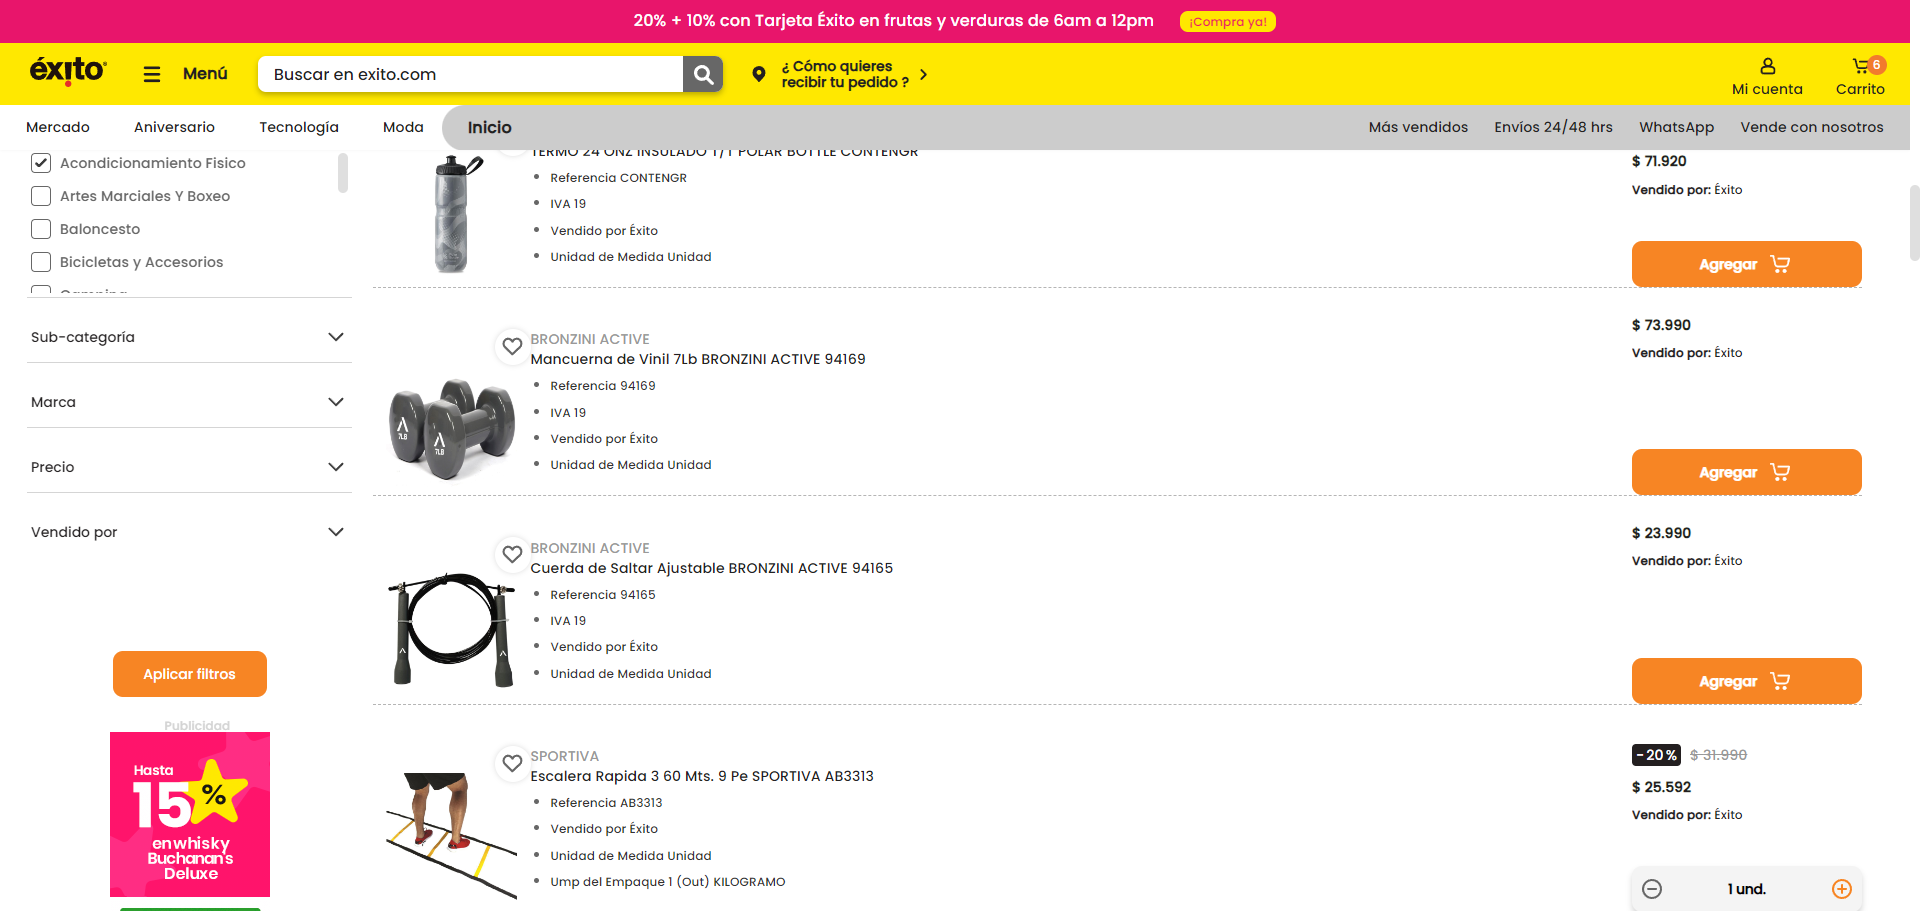 20% + 10% con Tarjeta Éxito en frutas y verduras de 6am a 12pm ¡Compra ya!
éxito
Menú
Buscar en exito.com
¿ Cómo quieres
recibir tu pedido ?
Mi cuenta
6
Carrito
Mercado
Aniversario
Tecnología
Moda
Inicio
Más vendidos
Envíos 24/48 hrs
WhatsApp
Vende con nosotros
Acondicionamiento Fisico
Artes Marciales Y Boxeo
Baloncesto
Bicicletas y Accesorios
Sub-categoría
Marca
Precio
Vendido por
Aplicar filtros
Publicidad
Hasta
15%
en whisky
Buchanan's
Deluxe
TERMO 24 ONZ INSULADO 1/1 POLAR BOTTLE CONTENGR
Referencia CONTENGR
IVA 19
Vendido por Éxito
Unidad de Medida Unidad
$ 71.920
Vendido por: Éxito
Agregar
BRONZINI ACTIVE
Mancuerna de Vinil 7Lb BRONZINI ACTIVE 94169
Referencia 94169
IVA 19
Vendido por Éxito
Unidad de Medida Unidad
7LB
7LB
$ 73.990
Vendido por: Éxito
Agregar
BRONZINI ACTIVE
Cuerda de Saltar Ajustable BRONZINI ACTIVE 94165
Referencia 94165
IVA 19
Vendido por Éxito
Unidad de Medida Unidad
$ 23.990
Vendido por: Éxito
Agregar
SPORTIVA
Escalera Rapida 3 60 Mts. 9 Pe SPORTIVA AB3313
Referencia AB3313
Vendido por Éxito
Unidad de Medida Unidad
Ump del Empaque 1 (Out) KILOGRAMO
-20% $ 31.990
$ 25.592
Vendido por: Éxito
1 und.